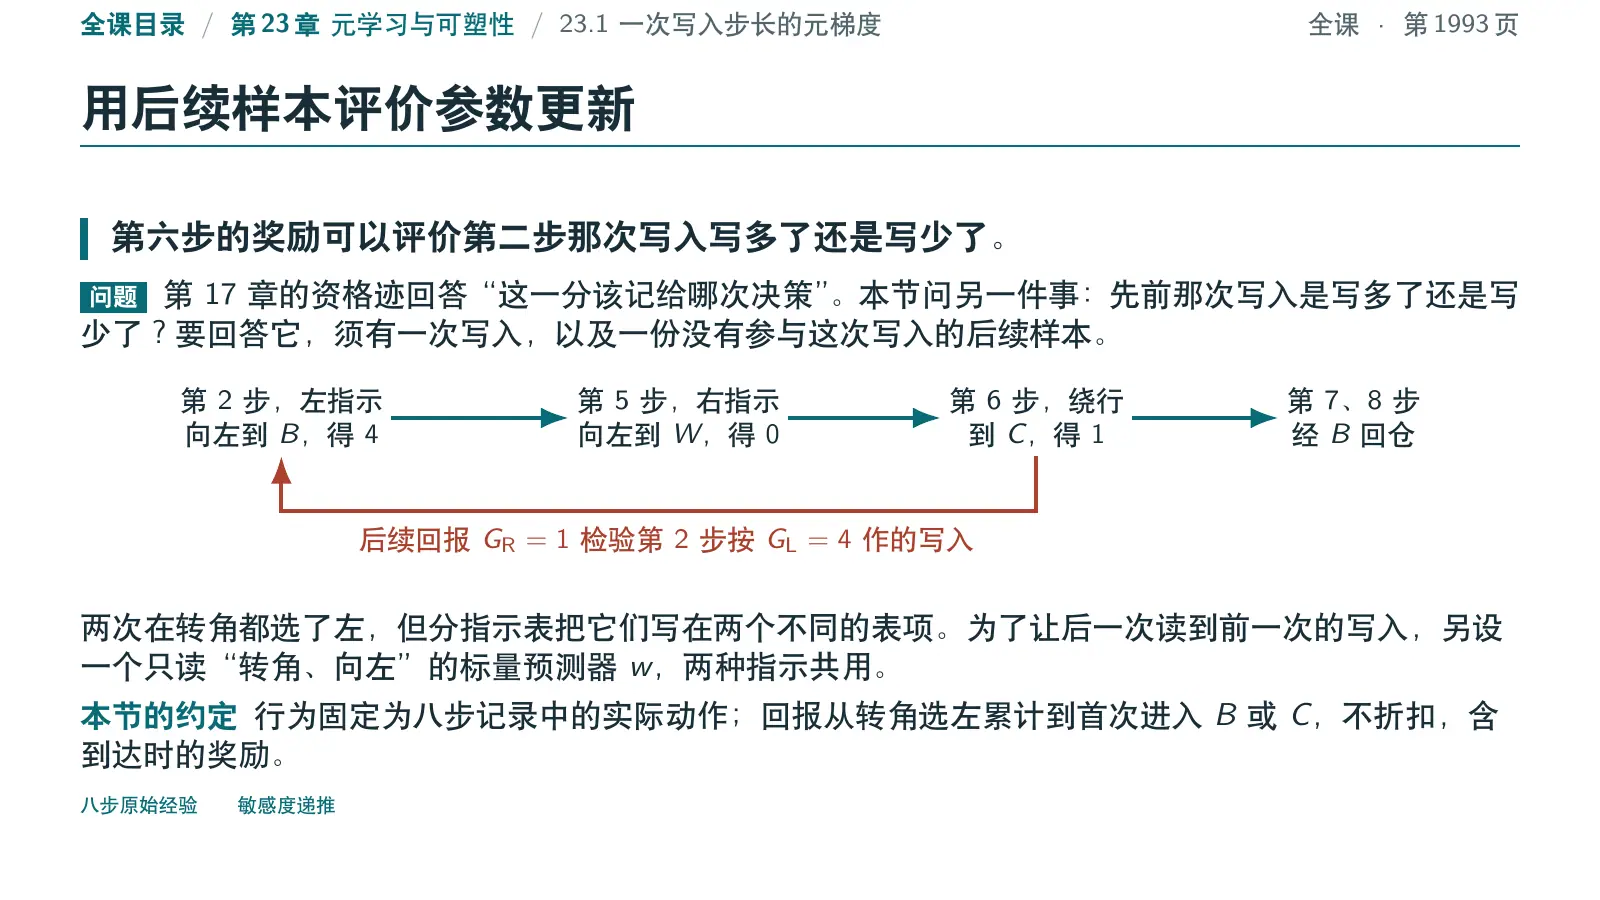 全课目录 / 第 23 章 元学习与可塑性 / 23.1 一次写入步长的元梯度
全课 · 第 1993 页
用后续样本评价参数更新
第六步的奖励可以评价第二步那次写入写多了还是写少了。
问题 第 17 章的资格迹回答“这一分该记给哪次决策”。本节问另一件事：先前那次写入是写多了还是写
少了？要回答它，须有一次写入，以及一份没有参与这次写入的后续样本。
第 2 步，左指示
向左到 B，得 4
第 5 步，右指示
向左到 W，得 0
第 6 步，绕行
到 C，得 1
第 7、8 步
经 B 回仓
后续回报 G_R = 1 检验第 2 步按 G_L = 4 作的写入
两次在转角都选了左，但分指示表把它们写在两个不同的表项。为了让后一次读到前一次的写入，另设
一个只读“转角、向左”的标量预测器 w，两种指示共用。
本节的约定 行为固定为八步记录中的实际动作；回报从转角选左累计到首次进入 B 或 C，不折扣，含
到达时的奖励。
八步原始经验 敏感度递推